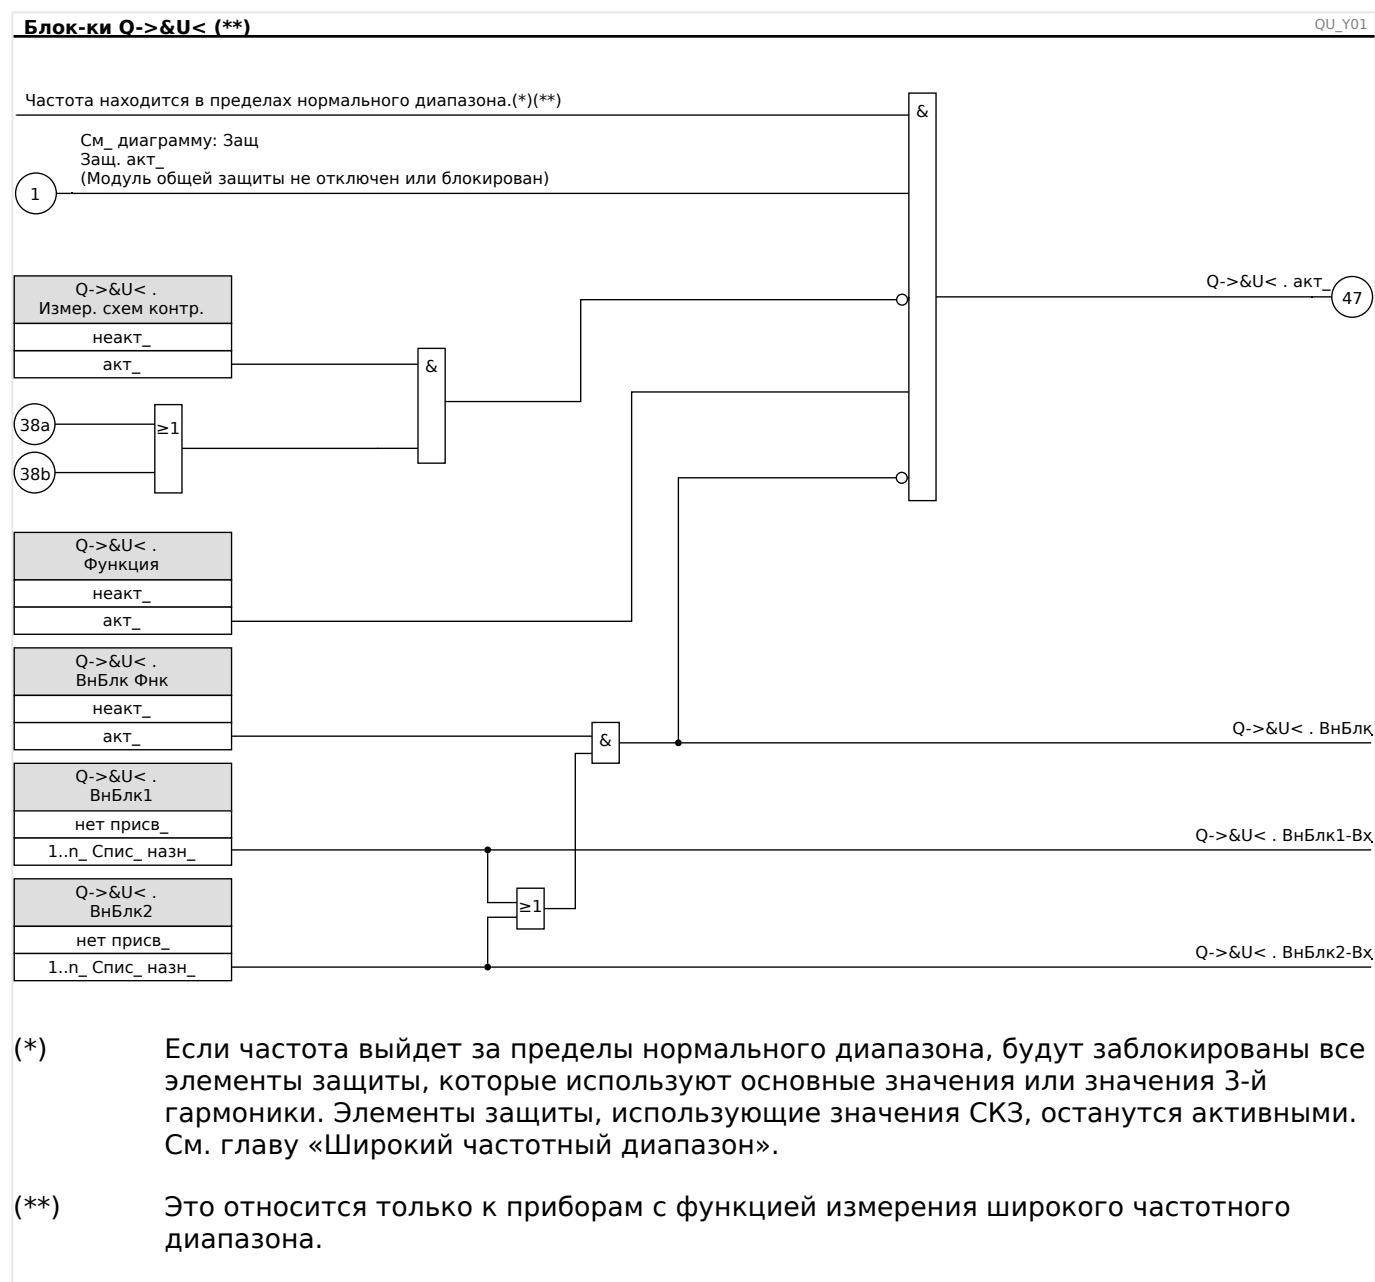 Блок-ки Q->&U< (**)
QU_Y01
Частота находится в пределах нормального диапазона.(*)(**)
&
См_ диаграмму: Защ
Защ. акт_
(Модуль общей защиты не отключен или блокирован)
1
Q->&U< .
Измер. схем контр.
неакт_
акт_
&
Q->&U< . акт_
47
38a
≥1
38b
Q->&U< .
Функция
неакт_
акт_
Q->&U< .
ВнБлк Фнк
неакт_
акт_
&
Q->&U< . ВнБлк
Q->&U< .
ВнБлк1
нет присв_
1..n_ Спис_ назн_
Q->&U< . ВнБлк1-Вх
≥1
Q->&U< .
ВнБлк2
нет присв_
1..n_ Спис_ назн_
Q->&U< . ВнБлк2-Вх
(*) Если частота выйдет за пределы нормального диапазона, будут заблокированы все
элементы защиты, которые используют основные значения или значения 3-й
гармоники. Элементы защиты, использующие значения СКЗ, останутся активными.
См. главу «Широкий частотный диапазон».
(**) Это относится только к приборам с функцией измерения широкого частотного
диапазона.